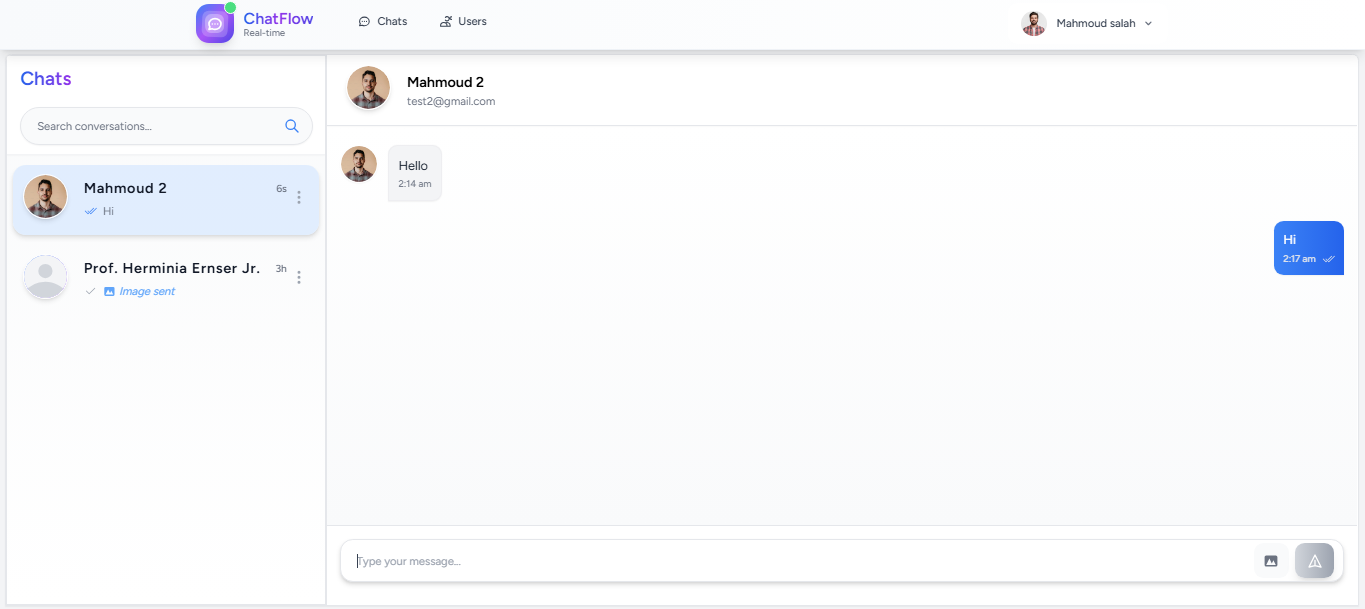 ChatFlow
Real-time
Chats
Users
Mahmoud salah
Chats
Search conversations...
Mahmoud 2
6s
Hi
Prof. Herminia Ernser Jr.
3h
Image sent
Mahmoud 2
test2@gmail.com
Hello
2:14 am
Hi
2:17 am
Type your message...